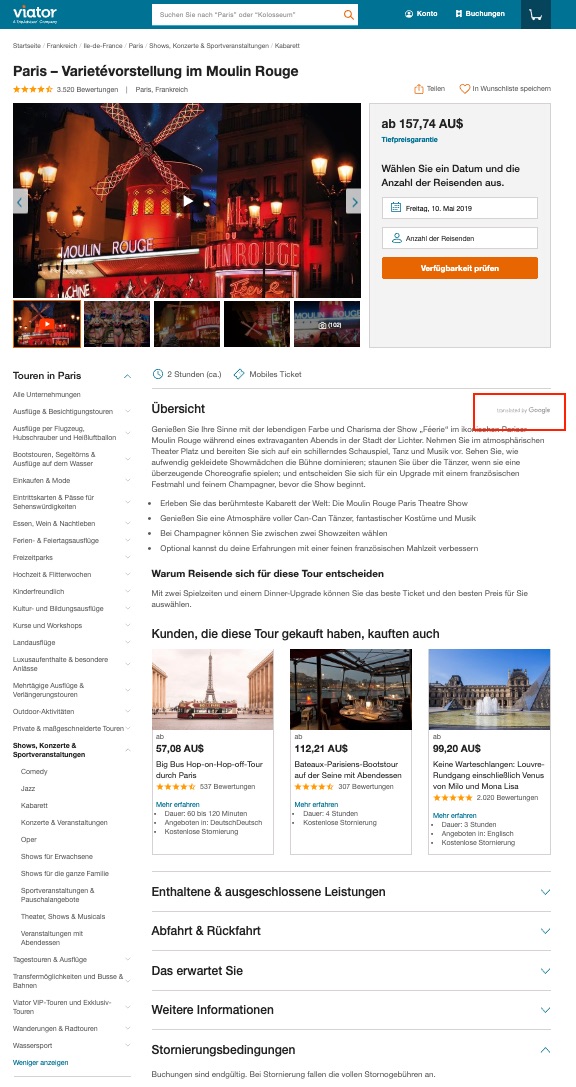 viator
A TripAdvisor Company
Suchen Sie nach "Paris" oder "Kolosseum"
Konto
Buchungen
Startseite / Frankreich / Ile-de-France / Paris / Shows, Konzerte & Sportveranstaltungen / Kabarett
Paris – Varietévorstellung im Moulin Rouge
3.520 Bewertungen | Paris, Frankreich
Teilen
In Wunschliste speichern
MOULIN ROUGE
MACHINE
DU
ULIN ROUGE
Féerie
(102)
ab 157,74 AU$
Tiefpreisgarantie
Wählen Sie ein Datum und die
Anzahl der Reisenden aus.
Freitag, 10. Mai 2019
Anzahl der Reisenden
Verfügbarkeit prüfen
Touren in Paris
Alle Unternehmungen
Ausflüge & Besichtigungstouren
Ausflüge per Flugzeug,
Hubschrauber und Heißluftballon
Bootstouren, Segeltörns &
Ausflüge auf dem Wasser
Einkaufen & Mode
Eintrittskarten & Pässe für
Sehenswürdigkeiten
Essen, Wein & Nachtleben
Ferien- & Feiertagsausflüge
Freizeitparks
Hochzeit & Flitterwochen
Kinderfreundlich
Kultur- und Bildungsausflüge
Kurse und Workshops
Landausflüge
Luxusaufenthalte & besondere
Anlässe
Mehrtägige Ausflüge &
Verlängerungstouren
Outdoor-Aktivitäten
Private & maßgeschneiderte Touren
Shows, Konzerte &
Sportveranstaltungen
Comedy
Jazz
Kabarett
Konzerte & Veranstaltungen
Oper
Shows für Erwachsene
Shows für die ganze Familie
Sportveranstaltungen &
Pauschalangebote
Theater, Shows & Musicals
Veranstaltungen mit
Abendessen
Tagestouren & Ausflüge
Transfermöglichkeiten und Busse &
Bahnen
Viator VIP-Touren und Exklusiv-
Touren
Wanderungen & Radtouren
Wassersport
Weniger anzeigen
2 Stunden (ca.)
Mobiles Ticket
Übersicht
translated by Google
Genießen Sie Ihre Sinne mit der lebendigen Farbe und Charisma der Show „Féerie“ im ikonischen Pariser
Moulin Rouge während eines extravaganten Abends in der Stadt der Lichter. Nehmen Sie im atmosphärischen
Theater Platz und bereiten Sie sich auf ein schillerndes Schauspiel, Tanz und Musik vor. Sehen Sie, wie
aufwendig gekleidete Showmädchen die Bühne dominieren; staunen Sie über die Tänzer, wenn sie eine
überzeugende Choreografie spielen; und entscheiden Sie sich für ein Upgrade mit einem französischen
Festmahl und feinem Champagner, bevor die Show beginnt.
Erleben Sie das berühmteste Kabarett der Welt: Die Moulin Rouge Paris Theatre Show
Genießen Sie eine Atmosphäre voller Can-Can Tänzer, fantastischer Kostüme und Musik
Bei Champagner können Sie zwischen zwei Showzeiten wählen
Optional kannst du deine Erfahrungen mit einer feinen französischen Mahlzeit verbessern
Warum Reisende sich für diese Tour entscheiden
Mit zwei Spielzeiten und einem Dinner-Upgrade können Sie das beste Ticket und den besten Preis für Sie
auswählen.
Kunden, die diese Tour gekauft haben, kauften auch
ab
57,08 AU$
Big Bus Hop-on-Hop-off-Tour
durch Paris
537 Bewertungen
Mehr erfahren
Dauer: 60 bis 120 Minuten
Angeboten in: DeutschDeutsch
Kostenlose Stornierung
ab
112,21 AU$
Bateaux-Parisiens-Bootstour
auf der Seine mit Abendessen
307 Bewertungen
Mehr erfahren
Dauer: 4 Stunden
Kostenlose Stornierung
ab
99,20 AU$
Keine Warteschlangen: Louvre-
Rundgang einschließlich Venus
von Milo und Mona Lisa
2.020 Bewertungen
Mehr erfahren
Dauer: 3 Stunden
Angeboten in: Englisch
Kostenlose Stornierung
Enthaltene & ausgeschlossene Leistungen
Abfahrt & Rückfahrt
Das erwartet Sie
Weitere Informationen
Stornierungsbedingungen
Buchungen sind endgültig. Bei Stornierung fallen die vollen Stornogebühren an.